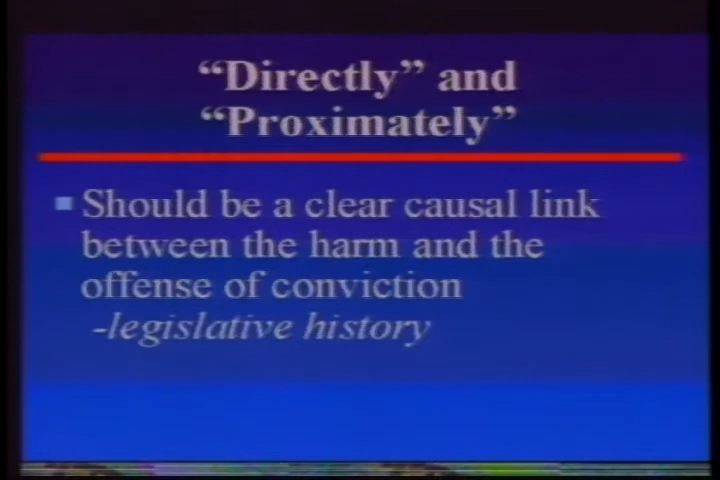 “Directly” and
“Proximately”
Should be a clear causal link
between the harm and the
offense of conviction
-legislative history